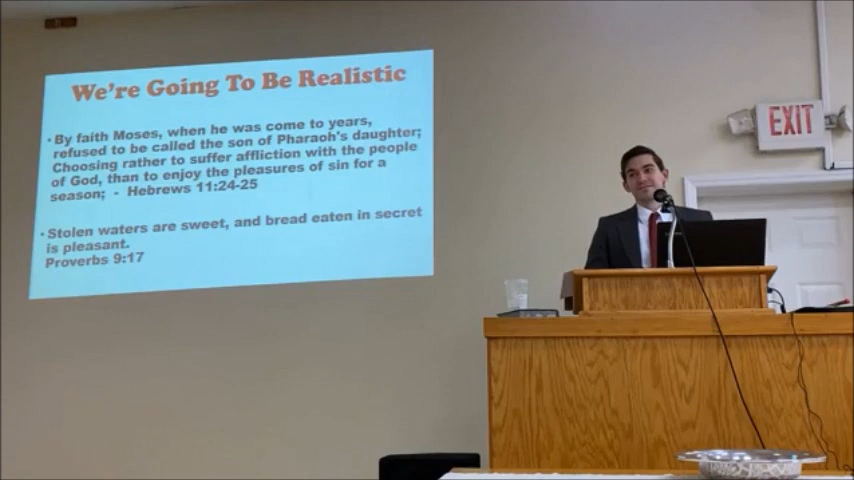 We're Going To Be Realistic
• By faith Moses, when he was come to years,
refused to be called the son of Pharaoh's daughter;
Choosing rather to suffer affliction with the people
of God, than to enjoy the pleasures of sin for a
season; - Hebrews 11:24-25
• Stolen waters are sweet, and bread eaten in secret
is pleasant.
Proverbs 9:17
EXIT